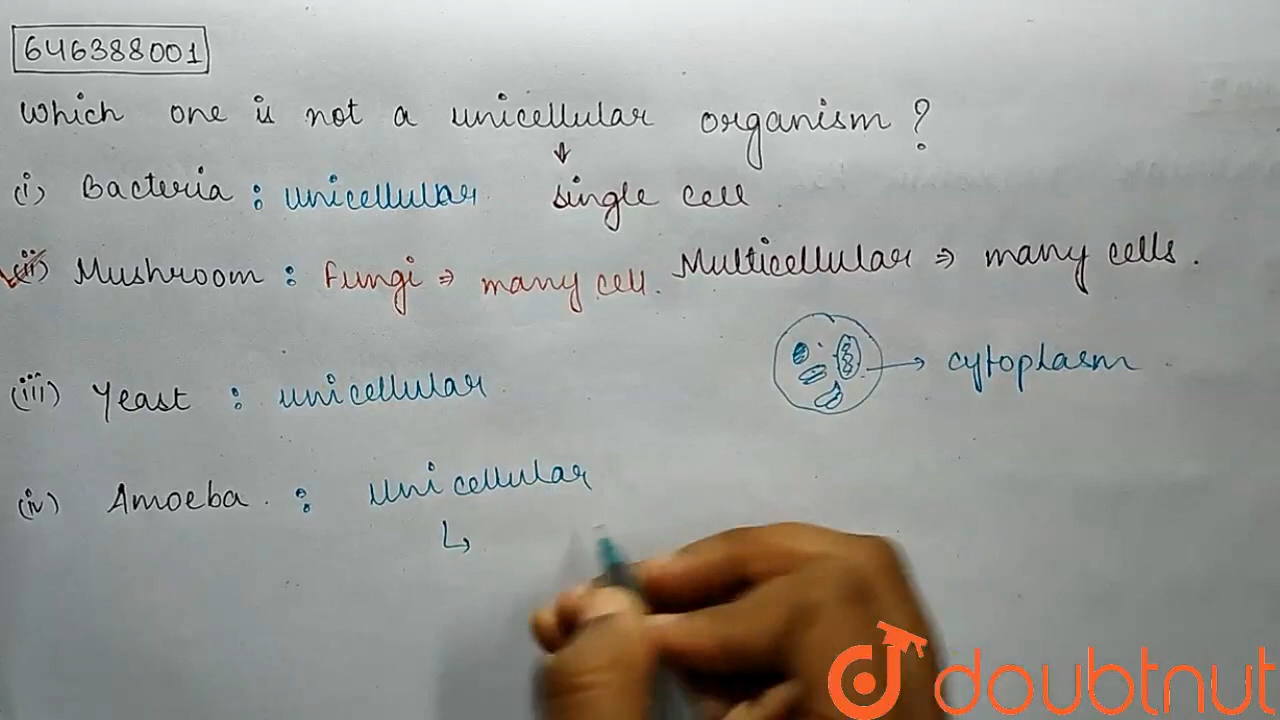 646388001
Which one is not a unicellular organism ?
(i) Bacteria : unicellular single cell .
(ii) Mushroom : Fungi ⇒ many cell. Multicellular ⇒ many cells .
→ cytoplasm .
(iii) Yeast : unicellular .
(iv) Amoeba . : unicellular
doubtnut